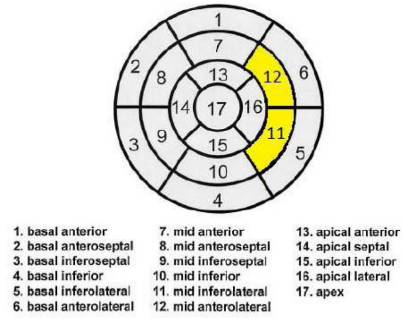 1
7
2 8 13 12 6
14 17 16
3 9 15 11 5
10
4
1. basal anterior 7. mid anterior 13. apical anterior
2. basal anteroseptal 8. mid anteroseptal 14. apical septal
3. basal inferoseptal 9. mid inferoseptal 15. apical inferior
4. basal inferior 10. mid inferior 16. apical lateral
5. basal inferolateral 11. mid inferolateral 17. apex
6. basal anterolateral 12. mid anterolateral